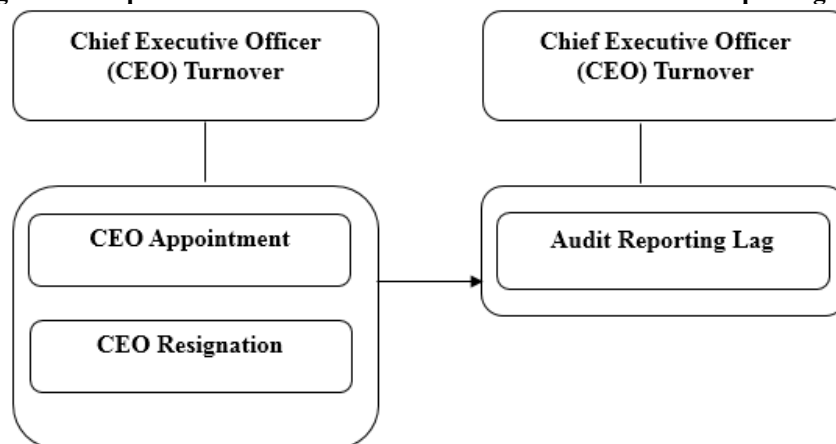 Chief Executive Officer
(CEO) Turnover
Chief Executive Officer
(CEO) Turnover
CEO Appointment
Audit Reporting Lag
CEO Resignation